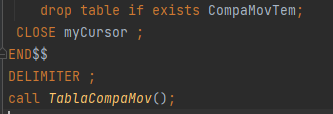 drop table if exists CompaMovTem;
CLOSE myCursor ;
END$$
DELIMITER ;
call TablaCompaMov();